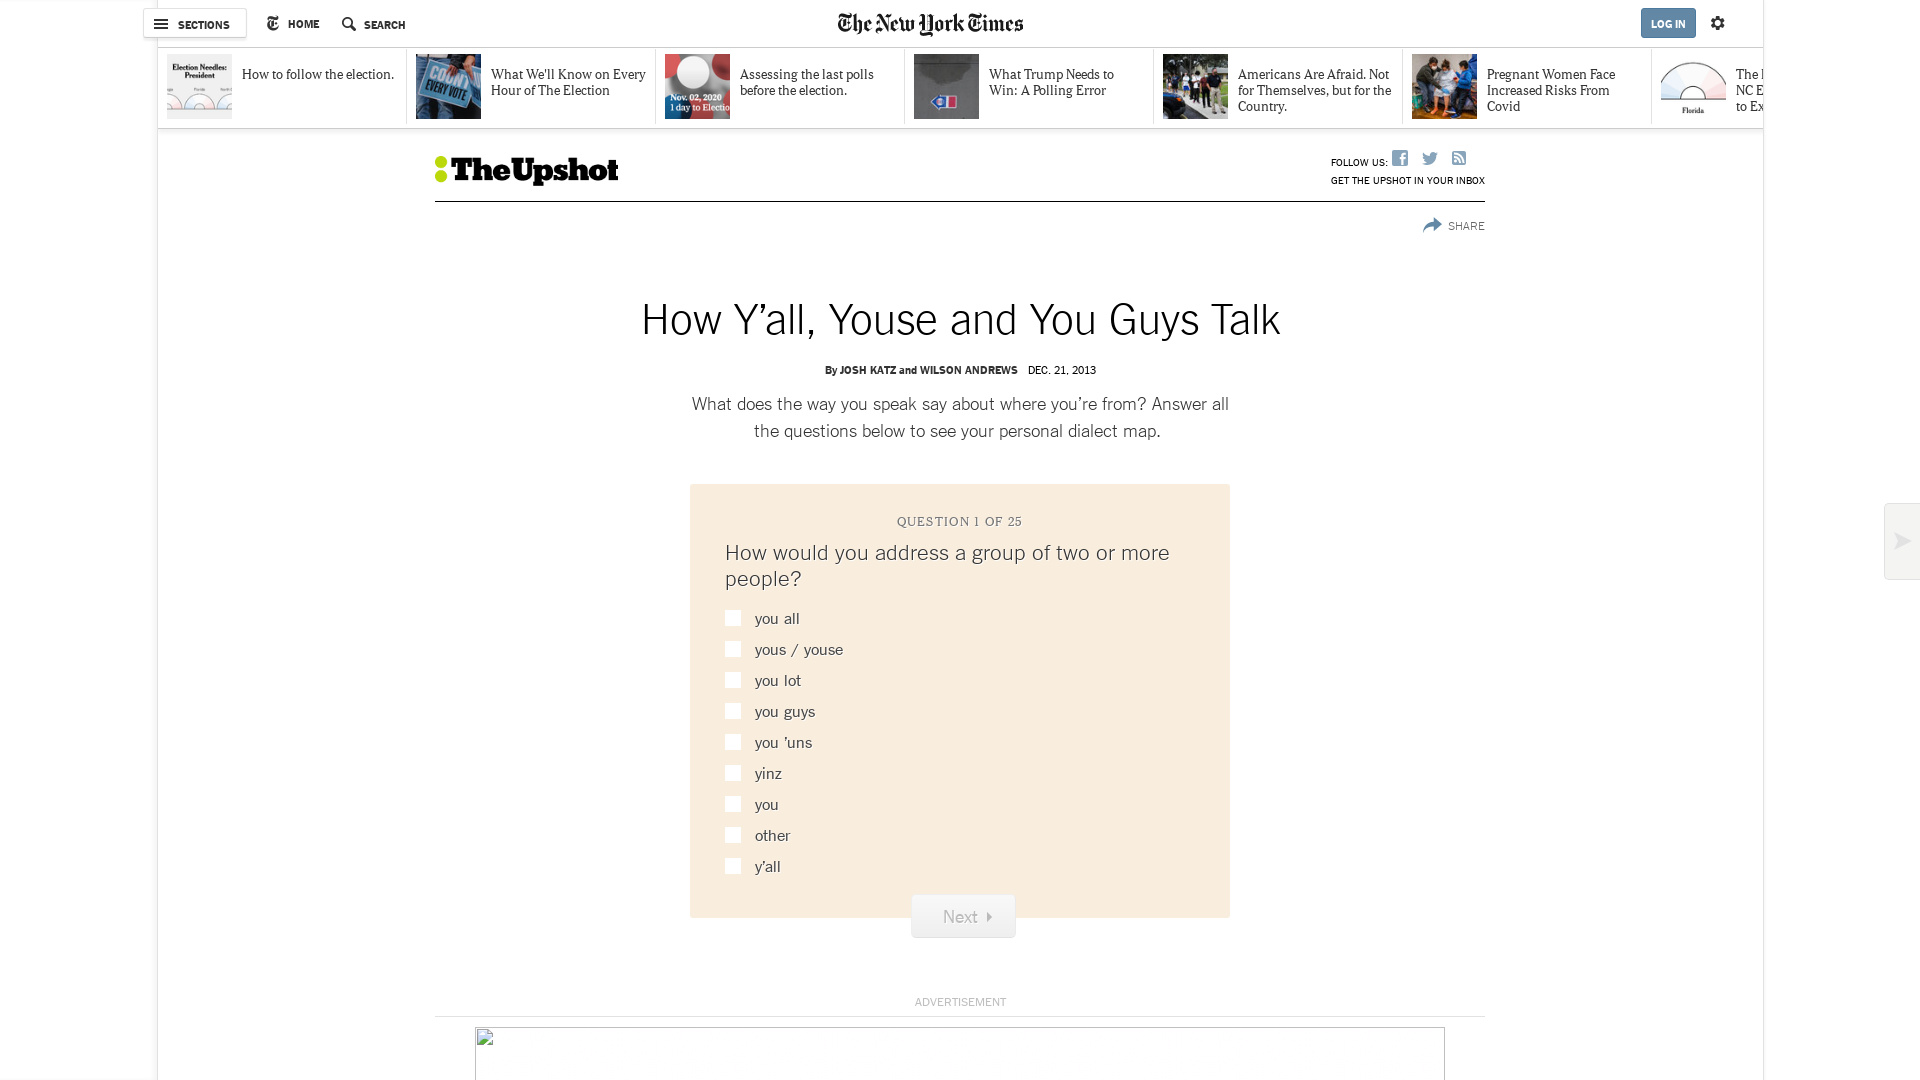 SECTIONS
HOME
SEARCH
The New York Times
LOG IN
Election Needles:
President
How to follow the election.
COUNT
EVERY VOTE
What We'll Know on Every
Hour of The Election
Nov. 02, 2020
1 day to Electio
Assessing the last polls
before the election.
What Trump Needs to
Win: A Polling Error
Americans Are Afraid. Not
for Themselves, but for the
Country.
Pregnant Women Face
Increased Risks From
Covid
Florida
The
NC E
to Ex
TheUpshot
FOLLOW US:
GET THE UPSHOT IN YOUR INBOX
SHARE
How Y’all, Youse and You Guys Talk
By JOSH KATZ and WILSON ANDREWS DEC. 21, 2013
What does the way you speak say about where you’re from? Answer all
the questions below to see your personal dialect map.
QUESTION 1 OF 25
How would you address a group of two or more
people?
you all
yous / youse
you lot
you guys
you ’uns
yinz
you
other
y’all
Next
ADVERTISEMENT